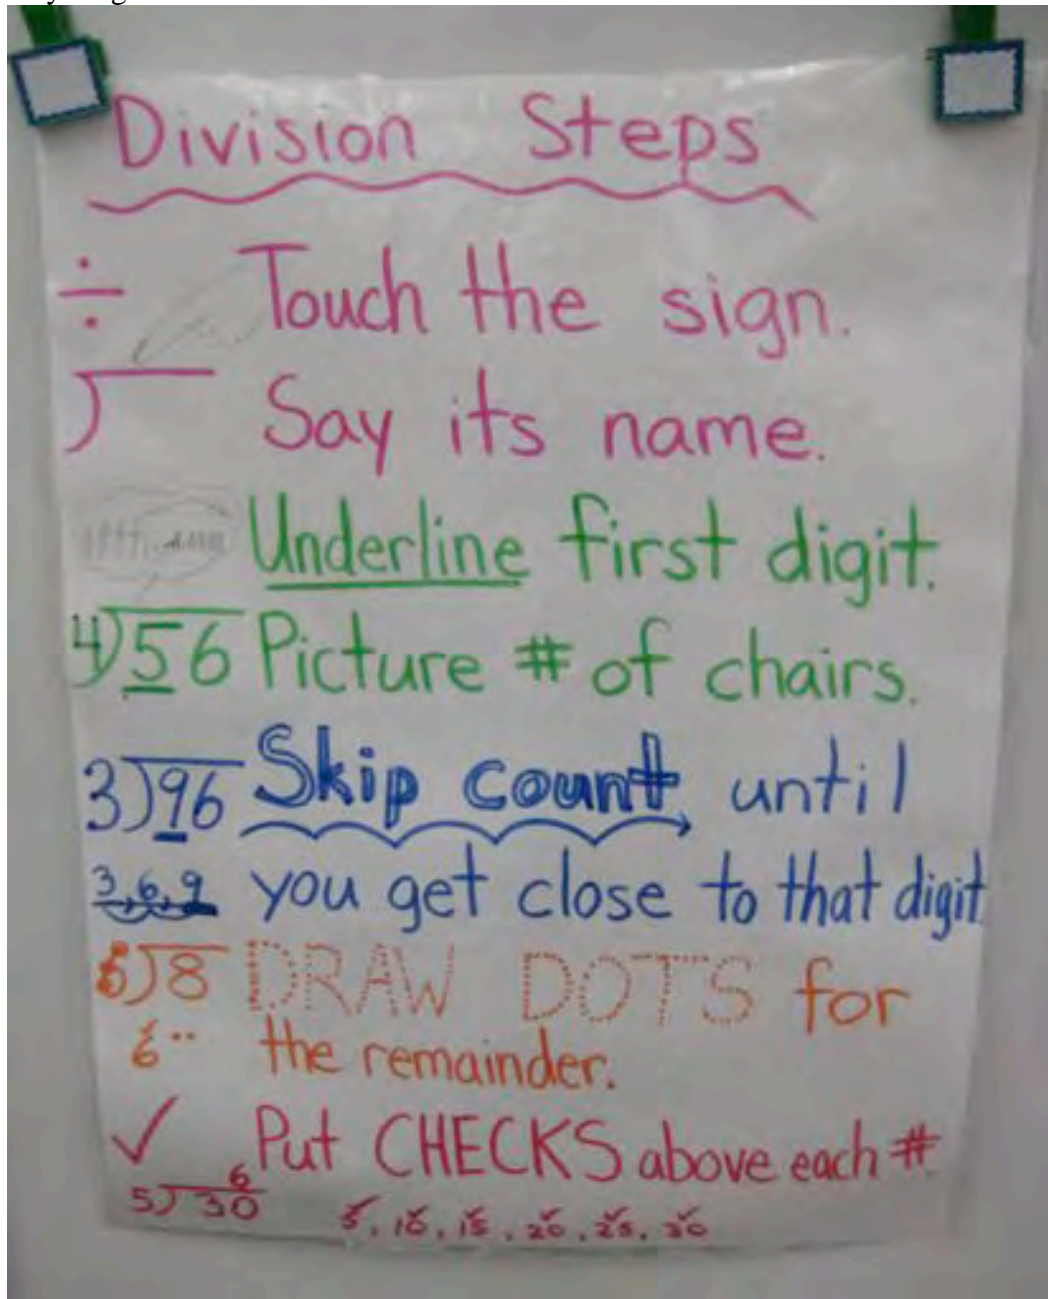 Division Steps
÷ Touch the sign.
Say its name.
Underline first digit.
4)56 Picture # of chairs.
3)96 Skip count until
3, 6, 9 you get close to that digit
)8 DRAW DOTS for
6 •• the remainder.
✓ Put CHECKS above each #.
6
5)30
5, 10, 15, 20, 25, 30